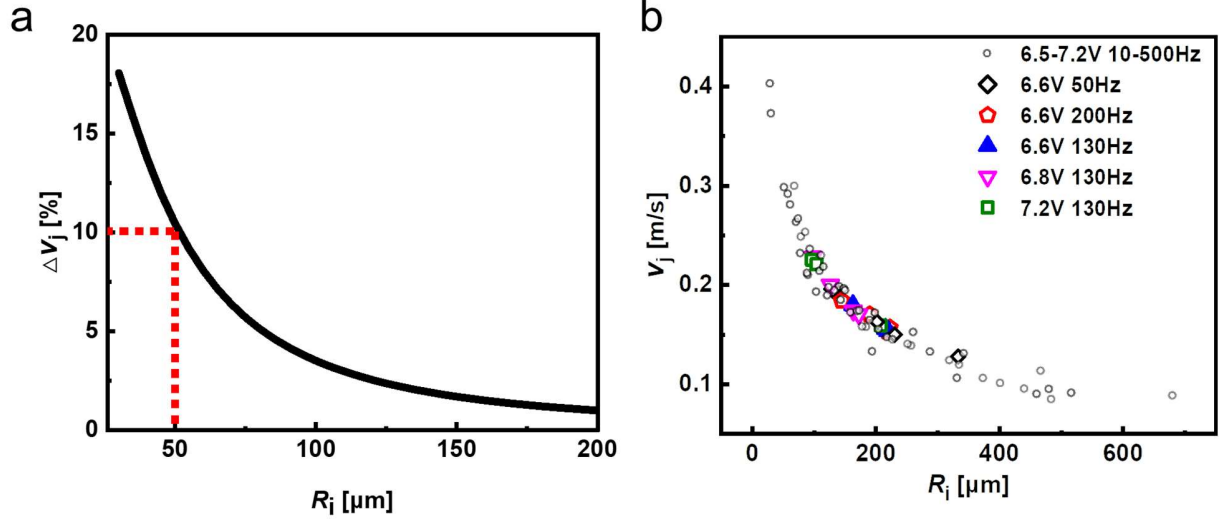 a
△vj [%]
20
15
10
5
0
50
100
150
200
Ri [μm]
b
vj [m/s]
0.4
0.3
0.2
0.1
0
200
400
600
Ri [μm]
6.5-7.2V 10-500Hz
6.6V 50Hz
6.6V 200Hz
6.6V 130Hz
6.8V 130Hz
7.2V 130Hz